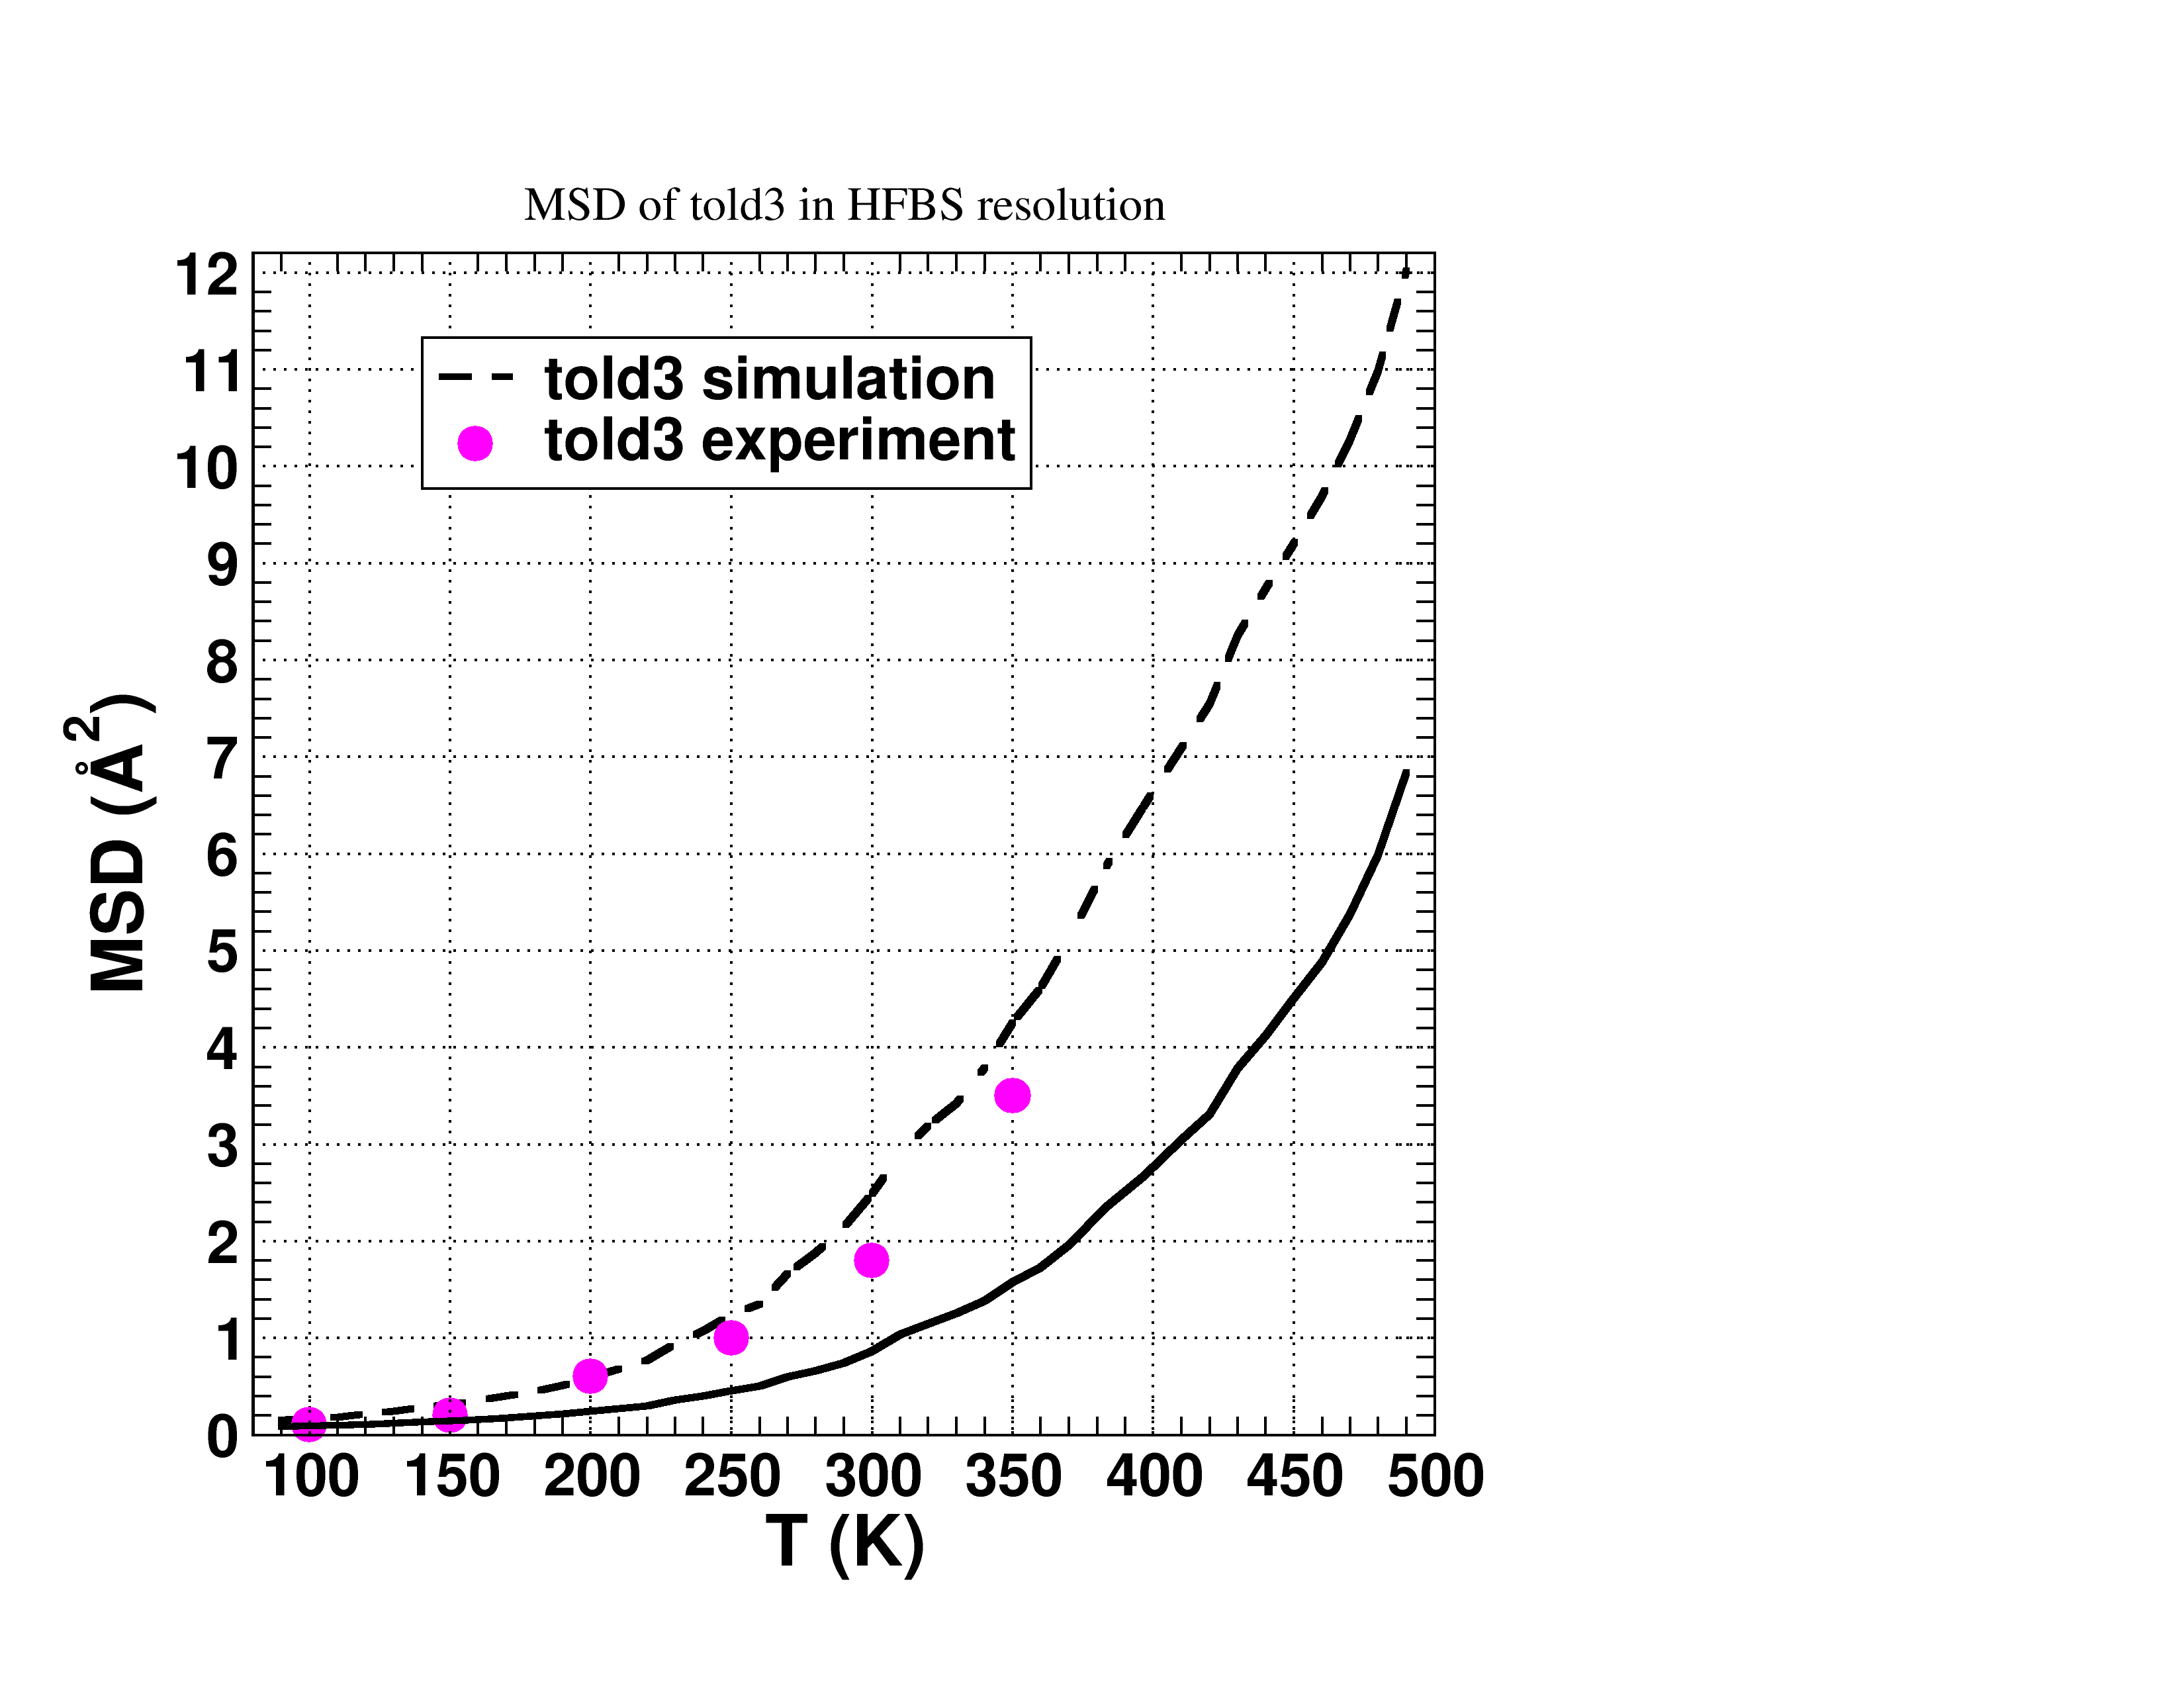 MSD of told3 in HFBS resolution
12
11
10
9
8
7
6
5
4
3
2
1
0
told3 simulation
told3 experiment
MSD (Å²)
100 150 200 250 300 350 400 450 500
T (K)